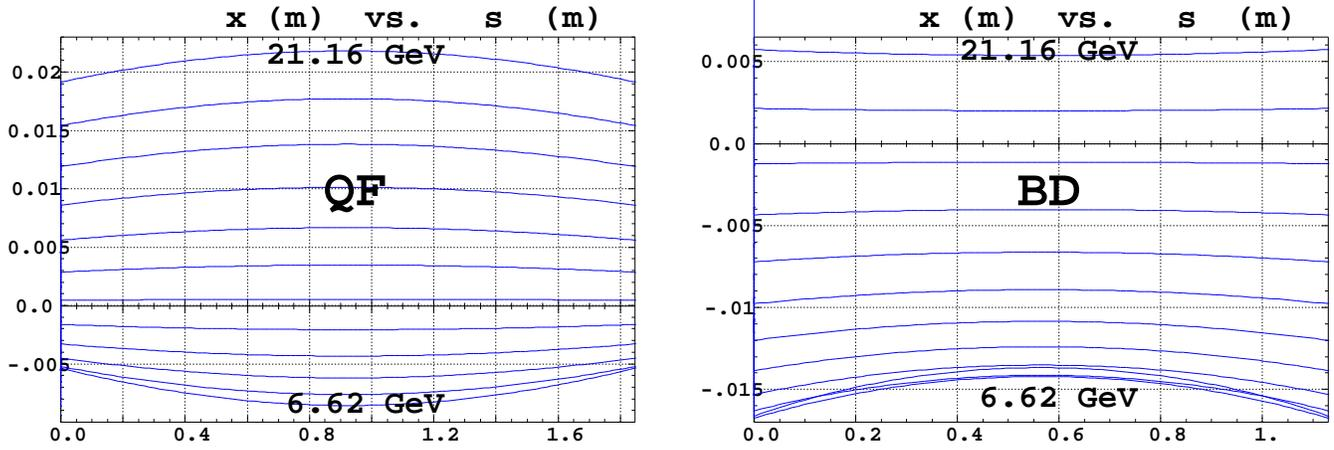 x (m) vs. s (m)
21.16 GeV
0.02
0.015
0.01
QF
0.005
0.0
-.005
6.62 GeV
0.0 0.4 0.8 1.2 1.6
x (m) vs. s (m)
21.16 GeV
0.005
0.0
BD
-.005
-.01
-.015
6.62 GeV
0.0 0.2 0.4 0.6 0.8 1.